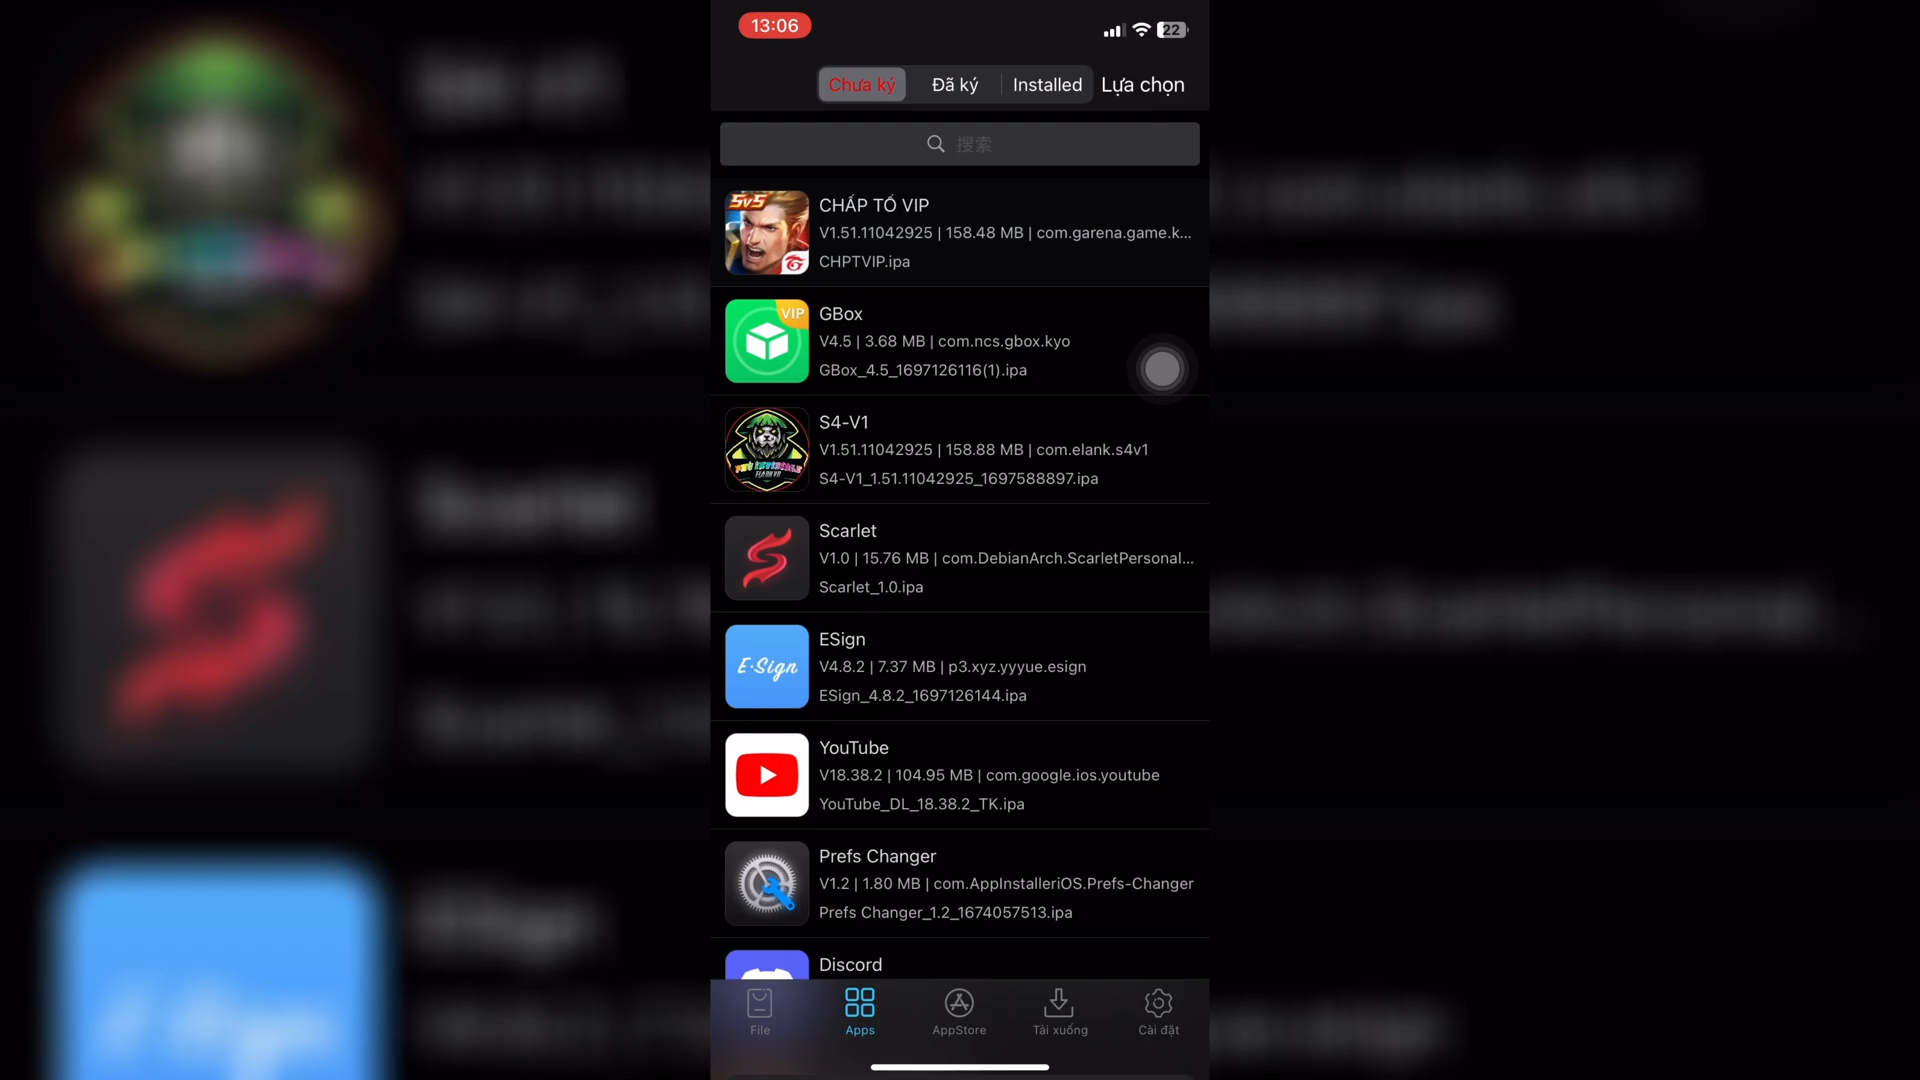 13:06
22
Chưa ký
Đã ký
Installed
Lựa chọn
搜索
5V5
CHẤP TỐ VIP
V1.51.11042925 | 158.48 MB | com.garena.game.k...
CHPTVIP.ipa
VIP
GBox
V4.5 | 3.68 MB | com.ncs.gbox.kyo
GBox_4.5_1697126116(1).ipa
S4-V1
V1.51.11042925 | 158.88 MB | com.elank.s4v1
S4-V1_1.51.11042925_1697588897.ipa
Scarlet
V1.0 | 15.76 MB | com.DebianArch.ScarletPersonal...
Scarlet_1.0.ipa
E·Sign
ESign
V4.8.2 | 7.37 MB | p3.xyz.yyyue.esign
ESign_4.8.2_1697126144.ipa
YouTube
V18.38.2 | 104.95 MB | com.google.ios.youtube
YouTube_DL_18.38.2_TK.ipa
Prefs Changer
V1.2 | 1.80 MB | com.AppInstalleriOS.Prefs-Changer
Prefs Changer_1.2_1674057513.ipa
Discord
File
Apps
AppStore
Tải xuống
Cài đặt